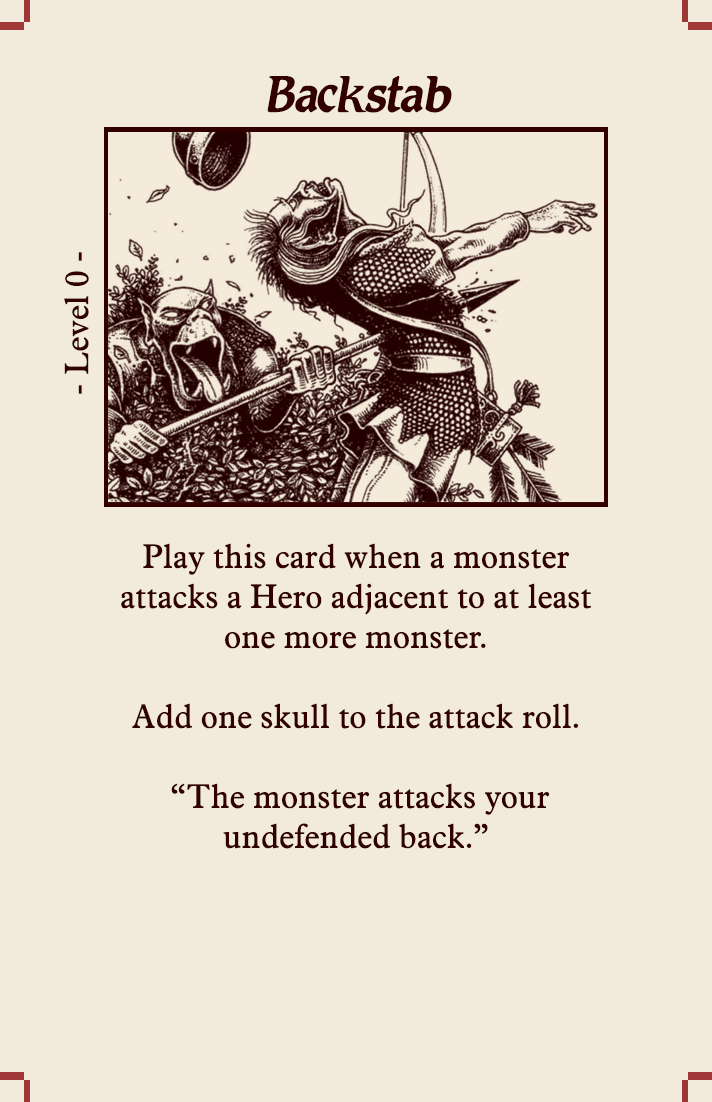 Backstab
- Level 0 -
Play this card when a monster
attacks a Hero adjacent to at least
one more monster.
Add one skull to the attack roll.
“The monster attacks your
undefended back.”